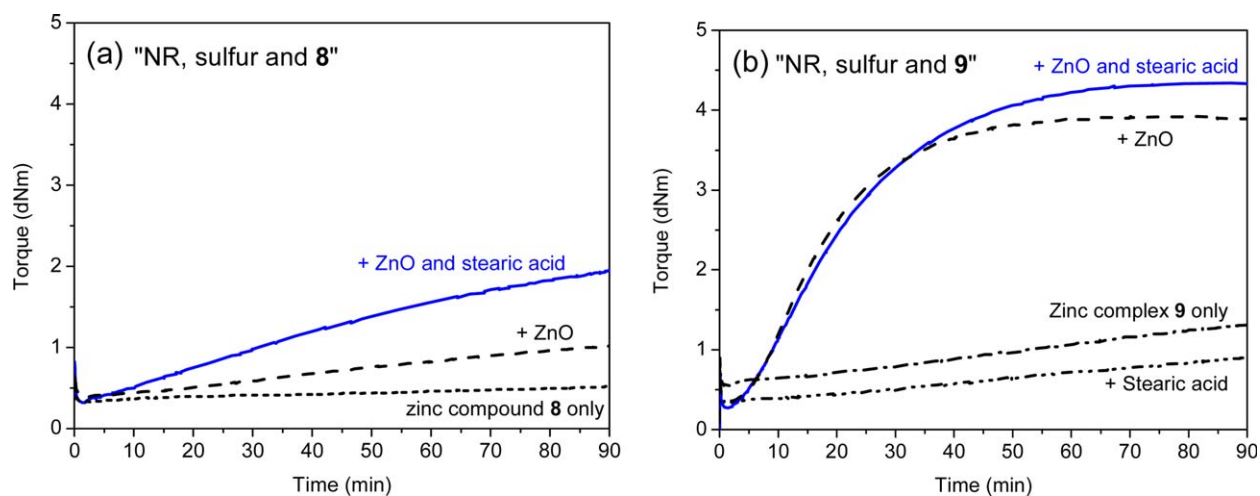 (a) "NR, sulfur and 8"
+ ZnO and stearic acid
+ ZnO
zinc compound 8 only
Torque (dNm)
5
4
3
2
1
0
0 10 20 30 40 50 60 70 80 90
Time (min)
(b) "NR, sulfur and 9"
+ ZnO and stearic acid
+ ZnO
Zinc complex 9 only
+ Stearic acid
Torque (dNm)
5
4
3
2
1
0
0 10 20 30 40 50 60 70 80 90
Time (min)